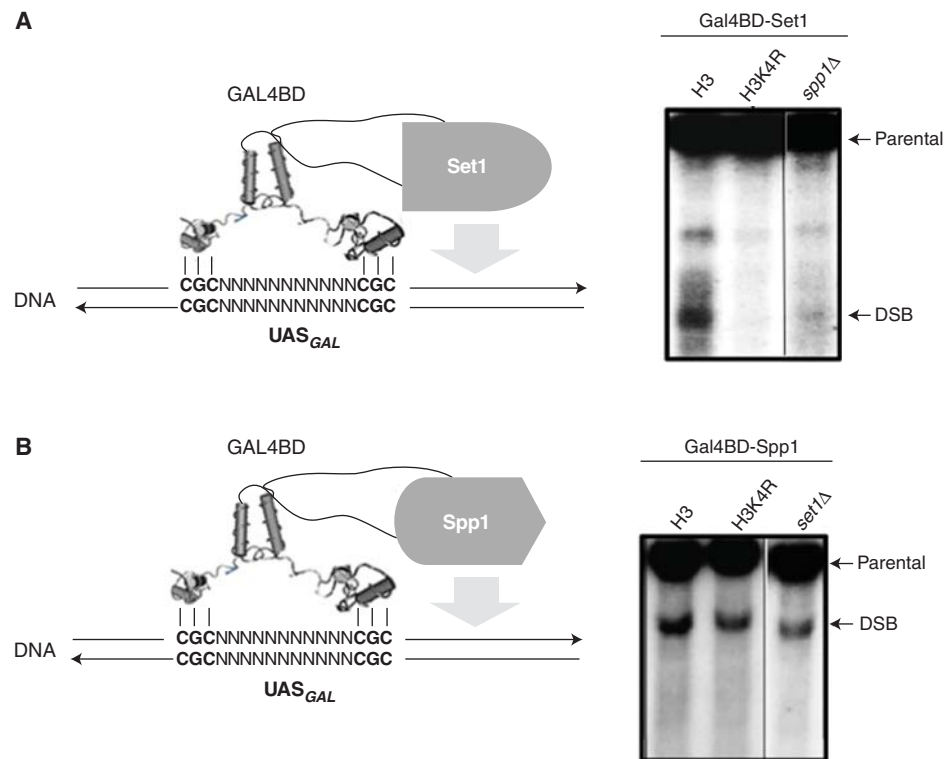 A
Gal4BD-Set1
H3
H3K4R
spp1Δ
GAL4BD
Set1
Parental
DSB
CGCNNNNNNNNNNNCGC
DNA
CGCNNNNNNNNNNNCGC
UASGAL
B
Gal4BD-Spp1
H3
H3K4R
set1Δ
GAL4BD
Spp1
Parental
DSB
CGCNNNNNNNNNNNCGC
DNA
CGCNNNNNNNNNNNCGC
UASGAL